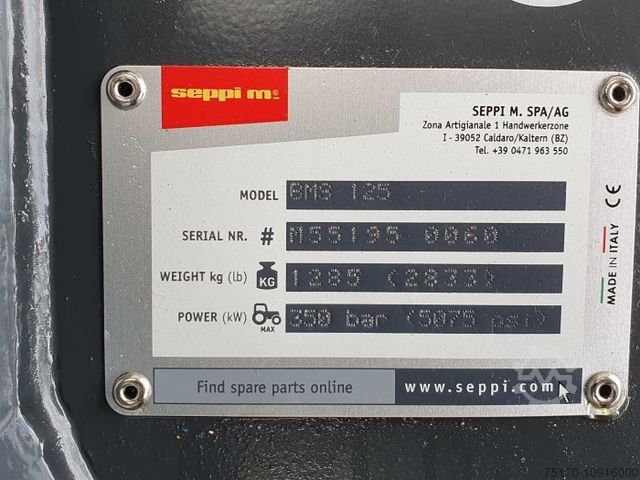 seppi m®
SEPPI M. SPA/AG
Zona Artigianale 1 Handwerkerzone
I - 39052 Caldaro/Kaltern (BZ)
Tel. +39 0471 963 550
MODEL BMS 125
SERIAL NR. # M55195 0060
WEIGHT kg (lb) KG 1285 (2833)
POWER (kW) MAX 350 bar (5075 psi)
MADE IN ITALY CE
Find spare parts online www.seppi.com
75170-10916000